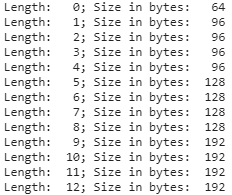 Length:    0; Size in bytes:   64
Length:    1; Size in bytes:   96
Length:    2; Size in bytes:   96
Length:    3; Size in bytes:   96
Length:    4; Size in bytes:   96
Length:    5; Size in bytes:  128
Length:    6; Size in bytes:  128
Length:    7; Size in bytes:  128
Length:    8; Size in bytes:  128
Length:    9; Size in bytes:  192
Length:   10; Size in bytes:  192
Length:   11; Size in bytes:  192
Length:   12; Size in bytes:  192